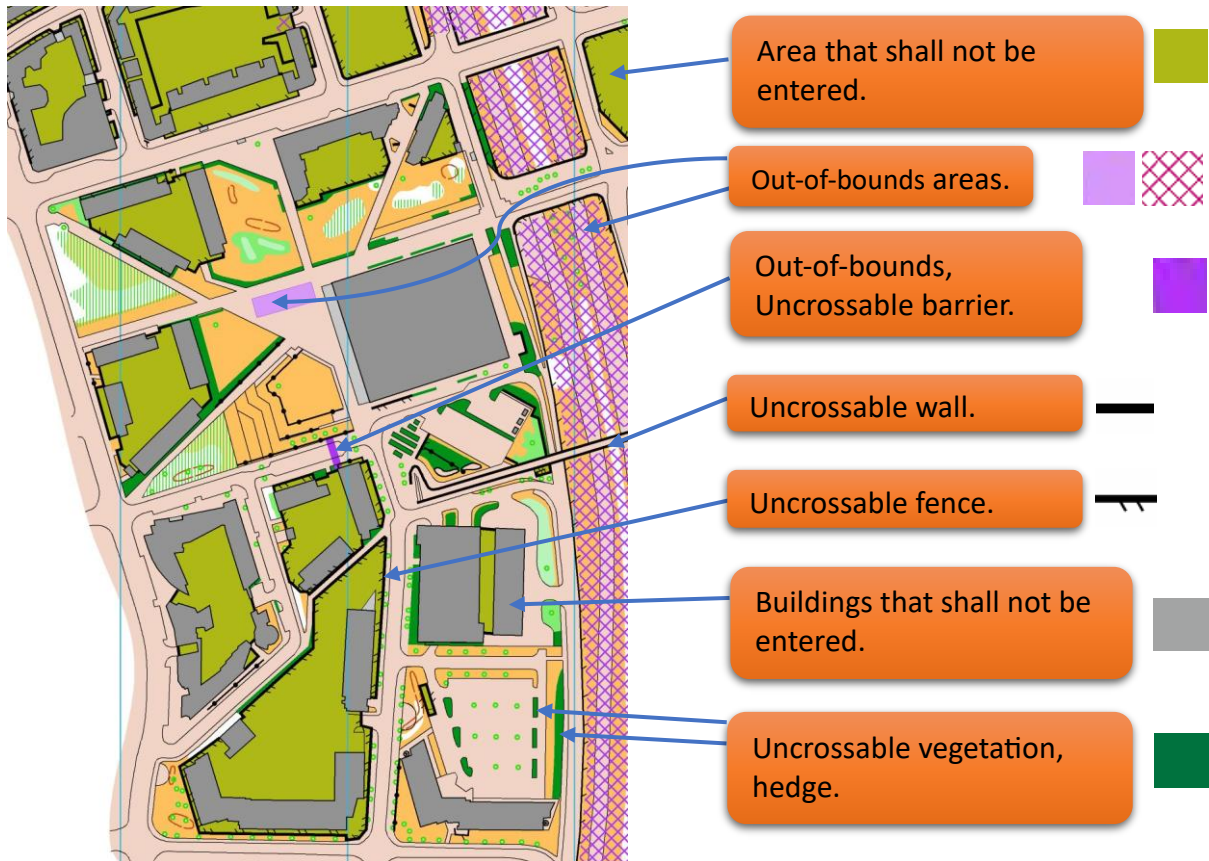 Area that shall not be
entered.
Out-of-bounds areas.
Out-of-bounds,
Uncrossable barrier.
Uncrossable wall.
Uncrossable fence.
Buildings that shall not be
entered.
Uncrossable vegetation,
hedge.